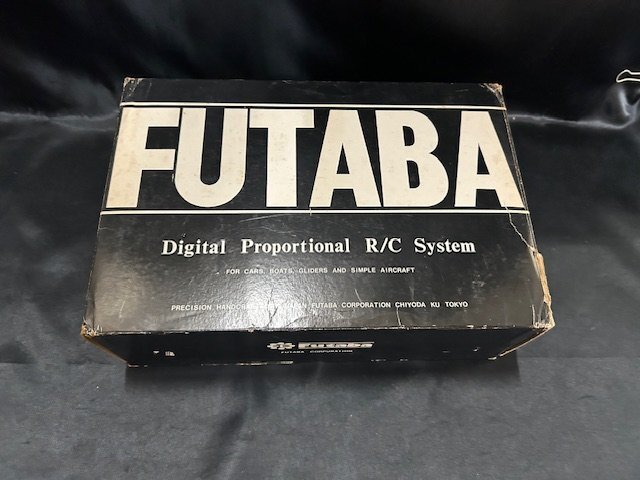 FUTABA
Digital Proportional R/C System
FOR CARS, BOATS, GLIDERS AND SIMPLE AIRCRAFT
PRECISION FUTABA CORPORATION CHIYODA KU TOKYO
Futaba
FUTABA CORPORATION